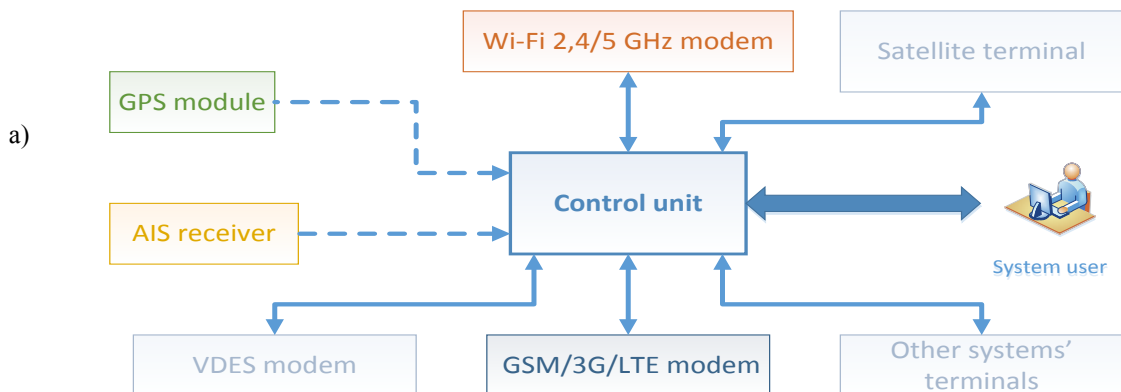 Wi-Fi 2,4/5 GHz modem
Satellite terminal
GPS module
a)
Control unit
AIS receiver
System user
VDES modem
GSM/3G/LTE modem
Other systems’
terminals